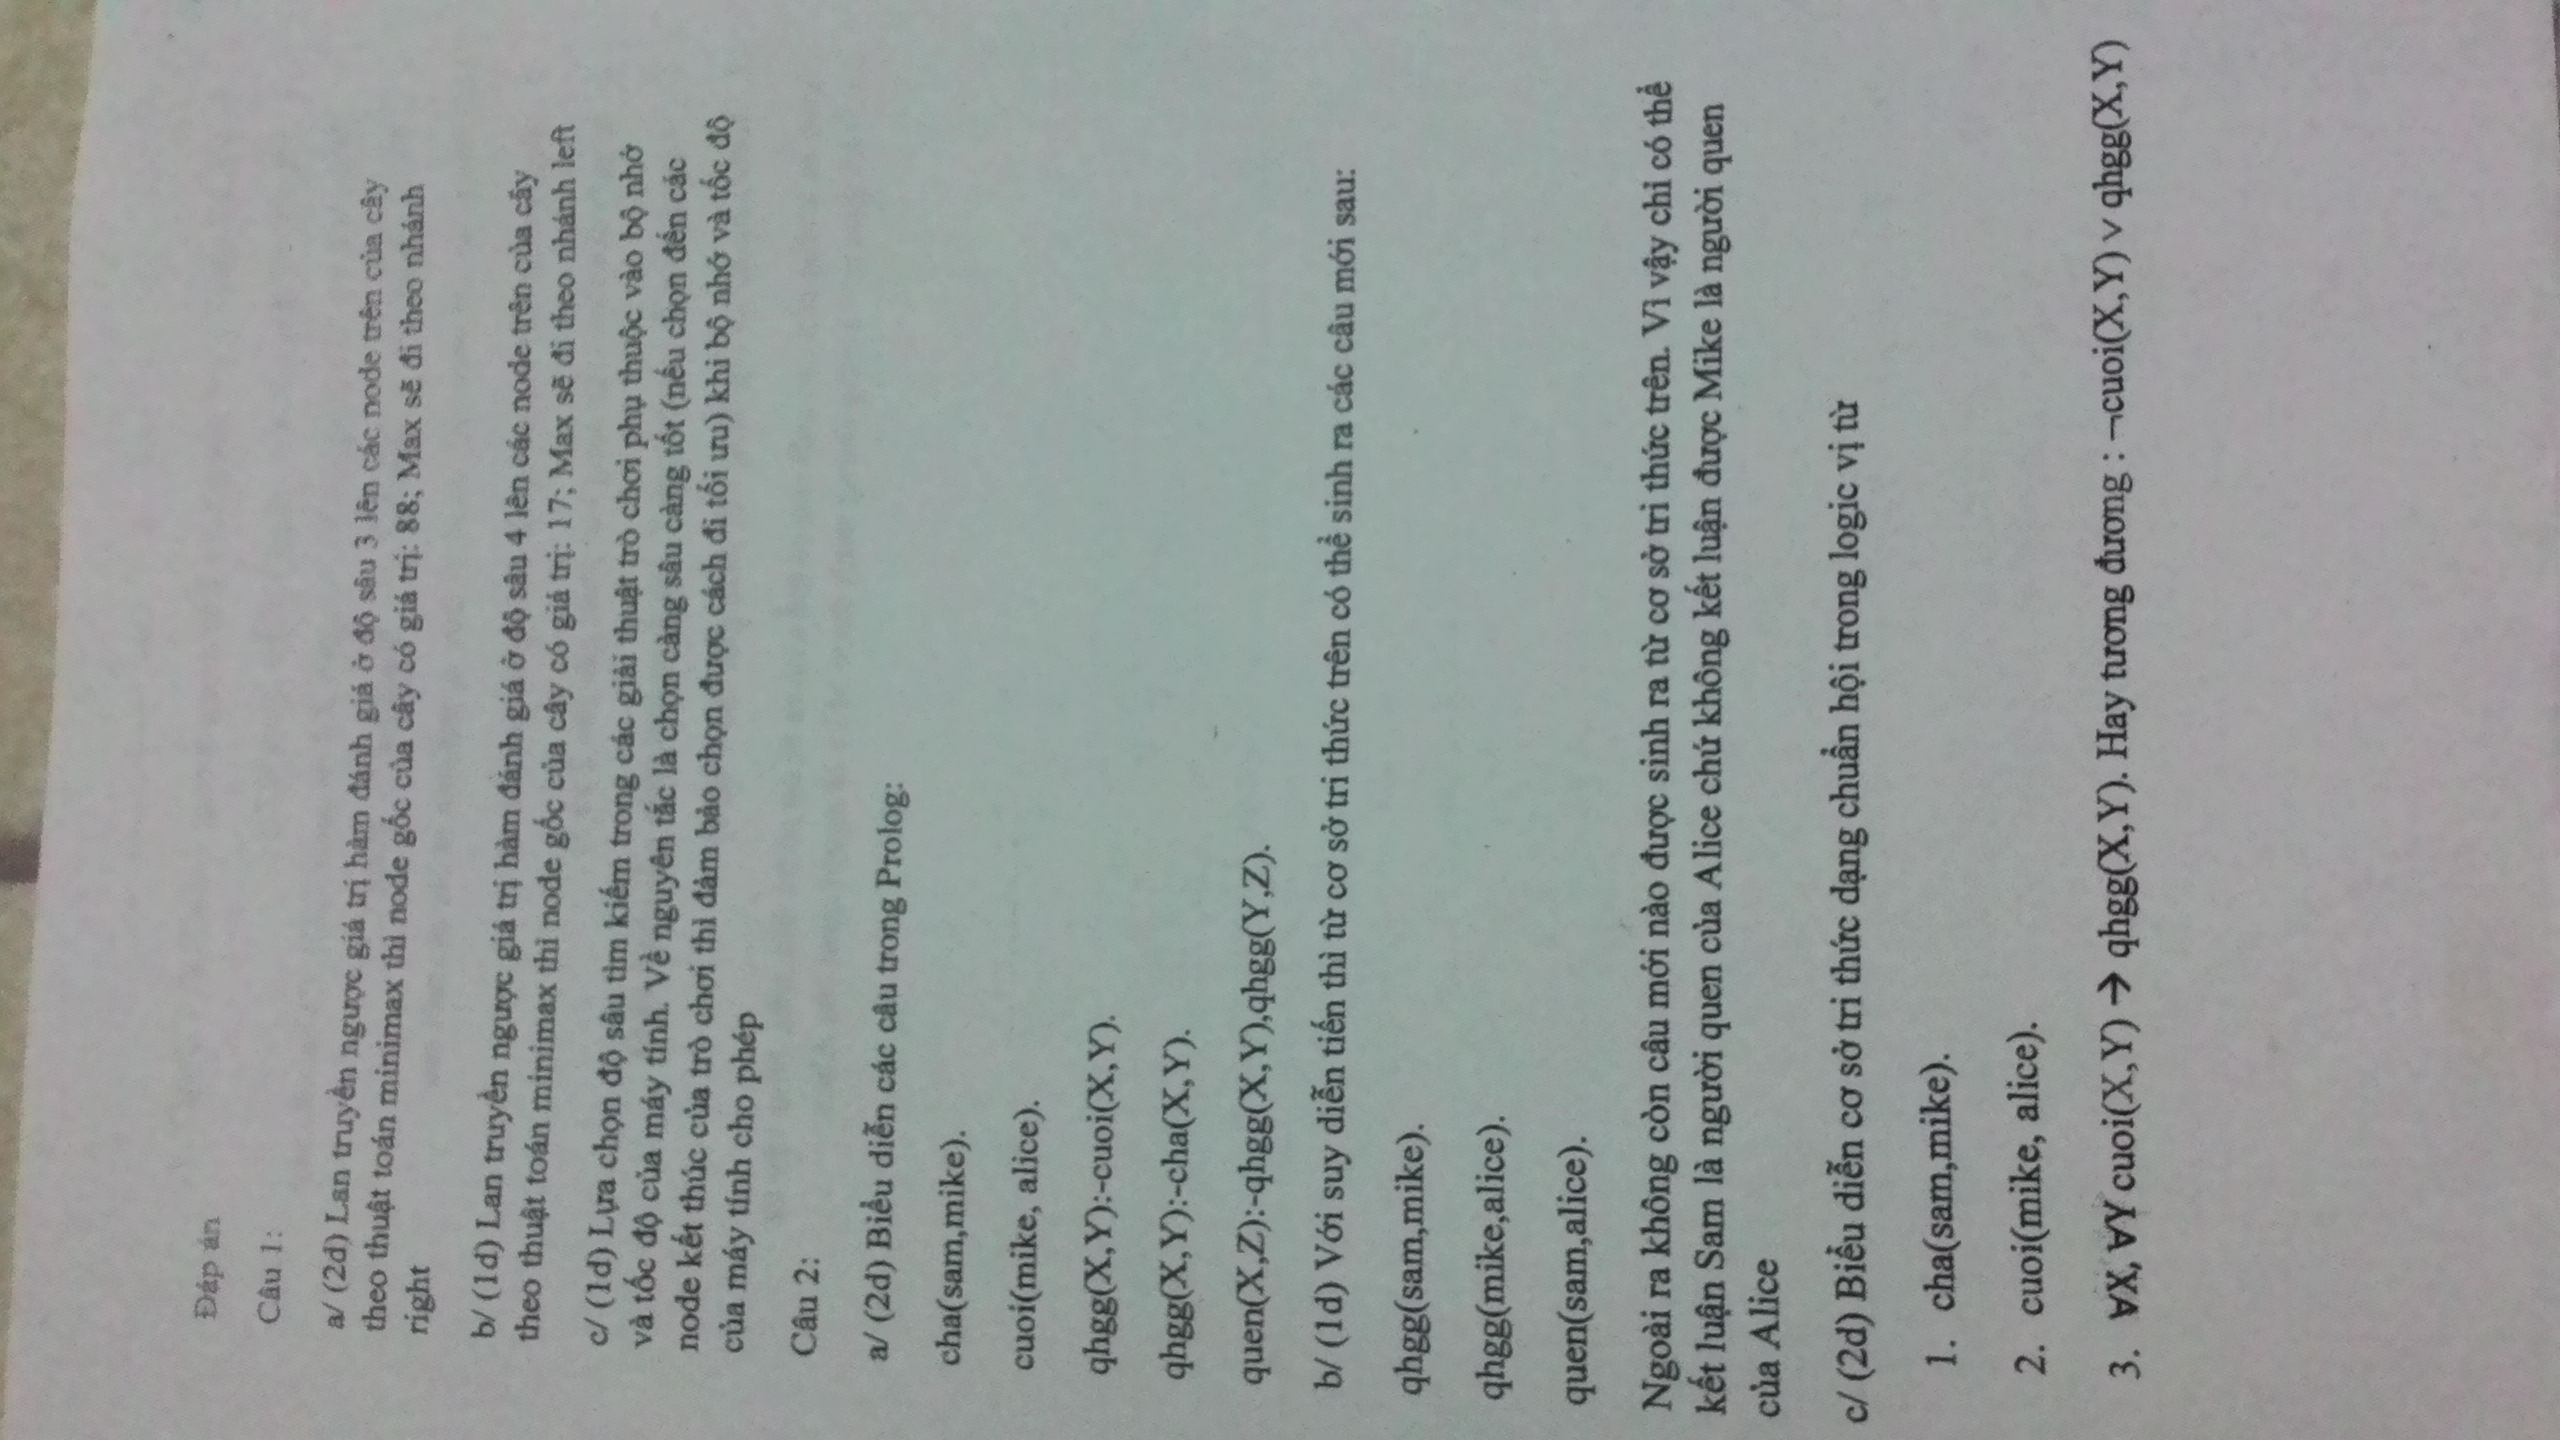 Đáp án
Câu 1:
a/ (2đ) Lan truyền ngược giá trị hàm đánh giá ở độ sâu 3 lên các node trên của cây
theo thuật toán minimax thì node gốc của cây có giá trị: 88; Max sẽ đi theo nhánh
right
b/ (1đ) Lan truyền ngược giá trị hàm đánh giá ở độ sâu 4 lên các node trên của cây
theo thuật toán minimax thì node gốc của cây có giá trị: 17; Max sẽ đi theo nhánh left
c/ (1đ) Lựa chọn độ sâu tìm kiếm trong các giải thuật trò chơi phụ thuộc vào bộ nhớ
và tốc độ của máy tính. Về nguyên tắc là chọn càng sâu càng tốt (nếu chọn đến các
node kết thúc của trò chơi thì đảm bảo chọn được cách đi tối ưu) khi bộ nhớ và tốc độ
của máy tính cho phép
Câu 2:
a/ (2đ) Biểu diễn các câu trong Prolog:
cha(sam,mike).
cuoi(mike, alice).
qhgg(X,Y):-cuoi(X,Y).
qhgg(X,Y):-cha(X,Y).
quen(X,Z):-qhgg(X,Y),qhgg(Y,Z).
b/ (1đ) Với suy diễn tiến thì từ cơ sở tri thức trên có thể sinh ra các câu mới sau:
qhgg(sam,mike).
qhgg(mike,alice).
quen(sam,alice).
Ngoài ra không còn câu mới nào được sinh ra từ cơ sở tri thức trên. Vì vậy chỉ có thể
kết luận Sam là người quen của Alice chứ không kết luận được Mike là người quen
của Alice
c/ (2đ) Biểu diễn cơ sở tri thức dạng chuẩn hội trong logic vị từ
1. cha(sam,mike).
2. cuoi(mike, alice).
3. ∀X, ∀Y cuoi(X,Y) → qhgg(X,Y). Hay tương đương : ¬cuoi(X,Y) ∨ qhgg(X,Y)